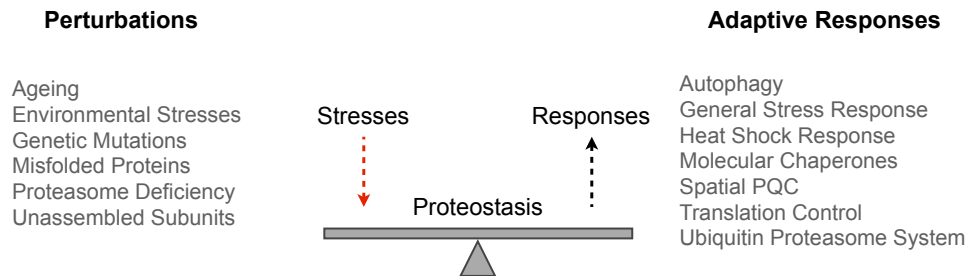 Perturbations
Ageing
Environmental Stresses
Genetic Mutations
Misfolded Proteins
Proteasome Deficiency
Unassembled Subunits
Stresses
Responses
Proteostasis
Adaptive Responses
Autophagy
General Stress Response
Heat Shock Response
Molecular Chaperones
Spatial PQC
Translation Control
Ubiquitin Proteasome System